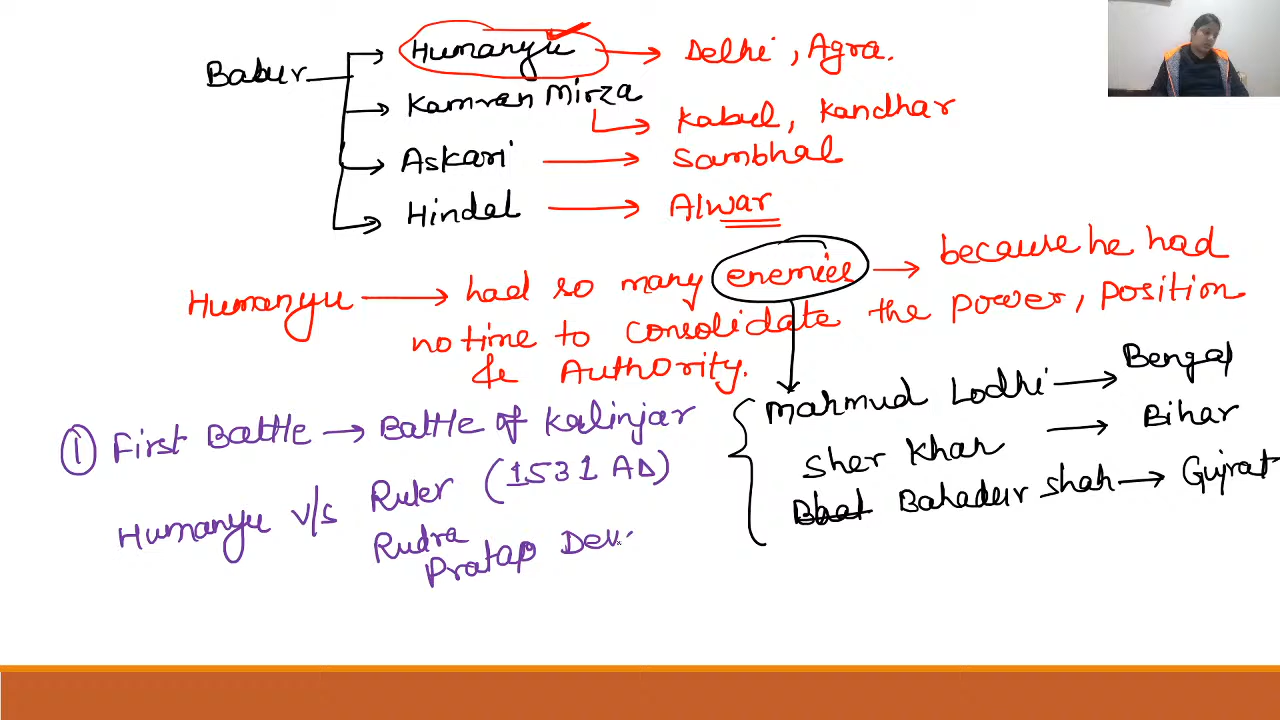 Babur → Humanyu → Delhi, Agra.
Kamran Mirza → Kabul, Kandhar
Askari → Sambhal
Hindal → Alwar
Humanyu → had so many enemies → because he had
no time to consolidate the power, position
& Authority.
Mahmud Lodhi → Bengal
Sher Khan → Bihar
Bahadur Shah → Gujrat
① First Battle → Battle of Kalinjar
Humanyu v/s Ruler (1531 AD)
Rudra
Pratap Dev